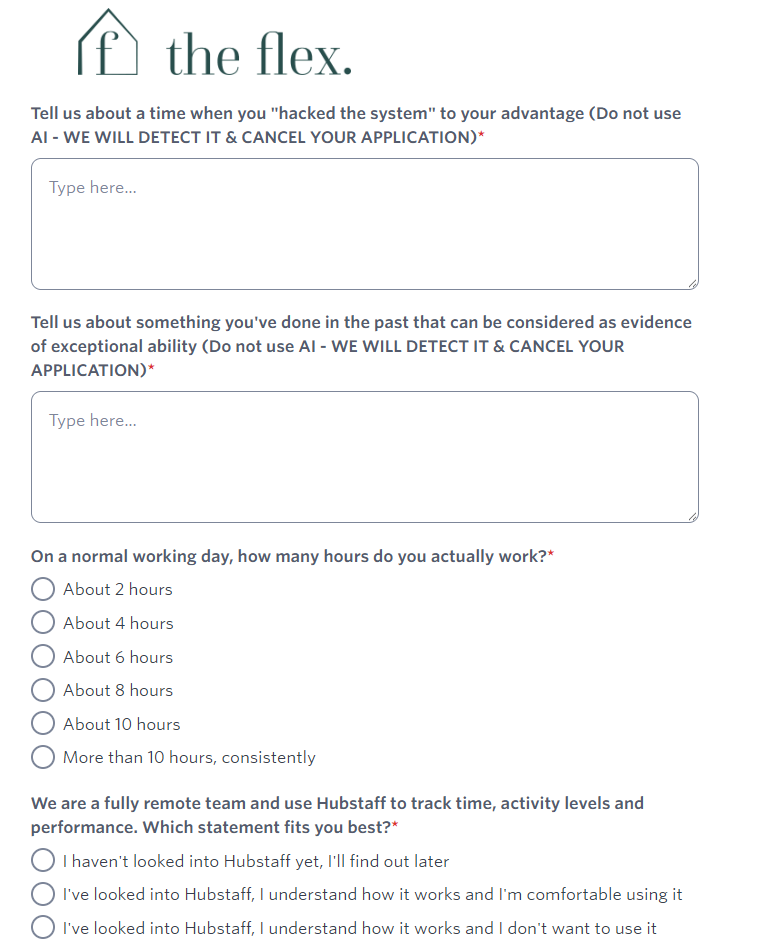 f the flex.
Tell us about a time when you "hacked the system" to your advantage (Do not use
AI - WE WILL DETECT IT & CANCEL YOUR APPLICATION)*
Type here...
Tell us about something you've done in the past that can be considered as evidence
of exceptional ability (Do not use AI - WE WILL DETECT IT & CANCEL YOUR
APPLICATION)*
Type here...
On a normal working day, how many hours do you actually work?*
About 2 hours
About 4 hours
About 6 hours
About 8 hours
About 10 hours
More than 10 hours, consistently
We are a fully remote team and use Hubstaff to track time, activity levels and
performance. Which statement fits you best?*
I haven't looked into Hubstaff yet, I'll find out later
I've looked into Hubstaff, I understand how it works and I'm comfortable using it
I've looked into Hubstaff, I understand how it works and I don't want to use it